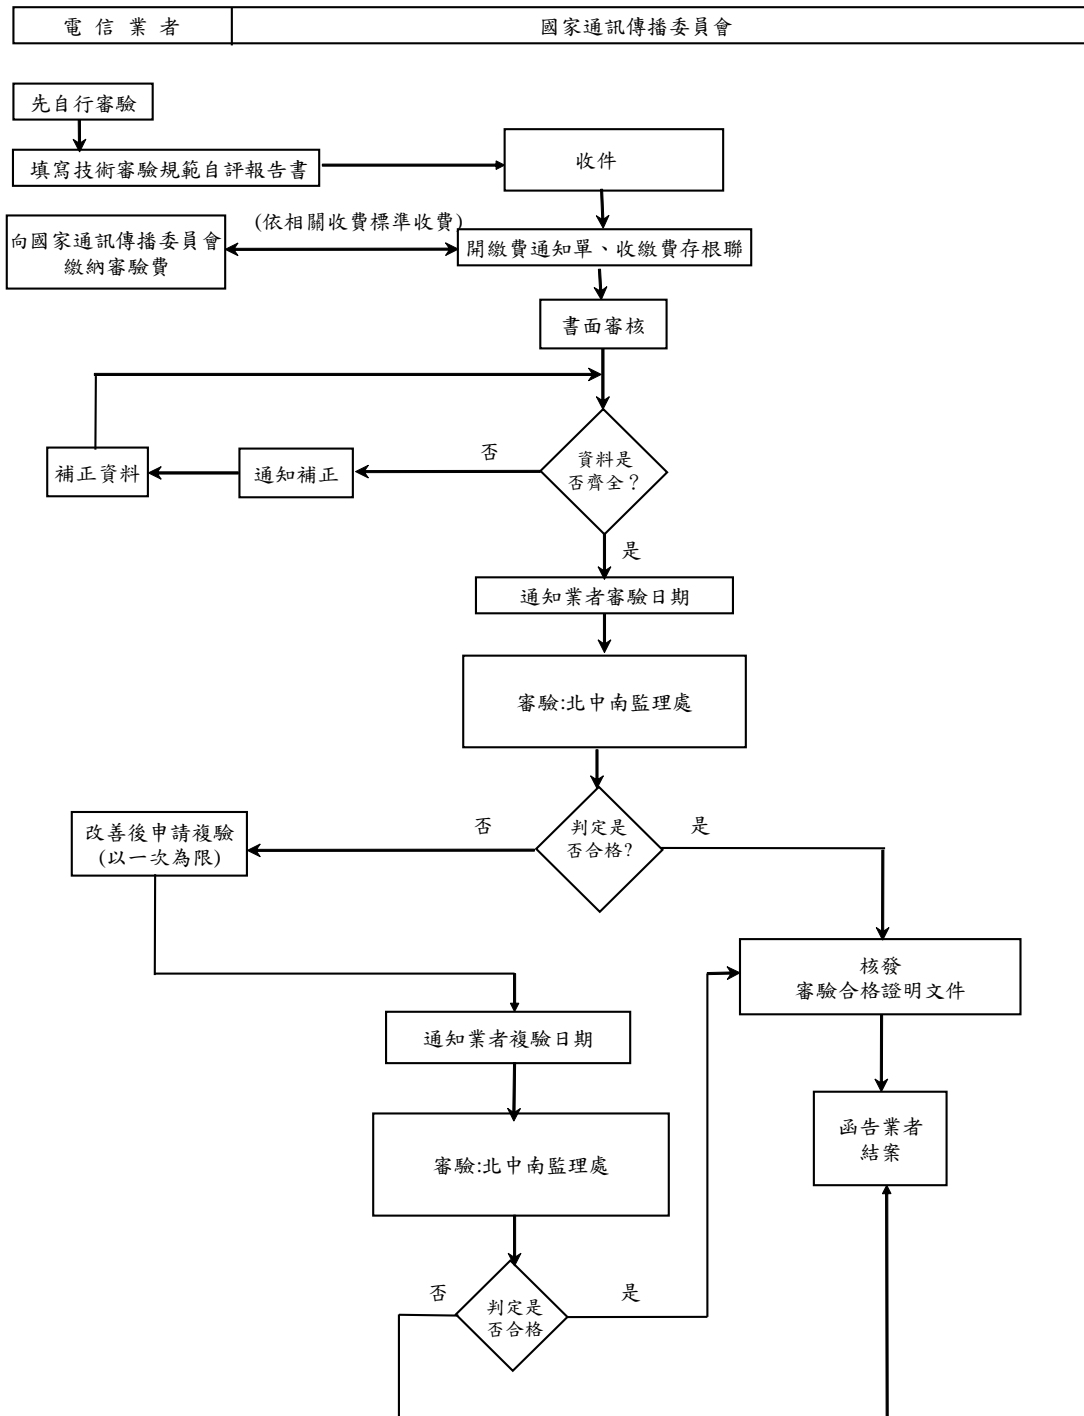 電 信 業 者
國家通訊傳播委員會
先自行審驗
填寫技術審驗規範自評報告書
收件
(依相關收費標準收費)
向國家通訊傳播委員會
繳納審驗費
開繳費通知單、收繳費存根聯
書面審核
否
資料是
否齊全?
補正資料
通知補正
是
通知業者審驗日期
審驗:北中南監理處
改善後申請複驗
(以一次為限)
否
判定是
否合格?
是
核發
審驗合格證明文件
通知業者複驗日期
函告業者
結案
審驗:北中南監理處
否
判定是
否合格
是